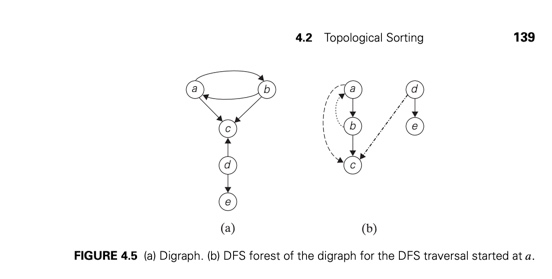 4.2 Topological Sorting 139
a b a d
c b e
d c
e
(a) (b)
FIGURE 4.5 (a) Digraph. (b) DFS forest of the digraph for the DFS traversal started at a.